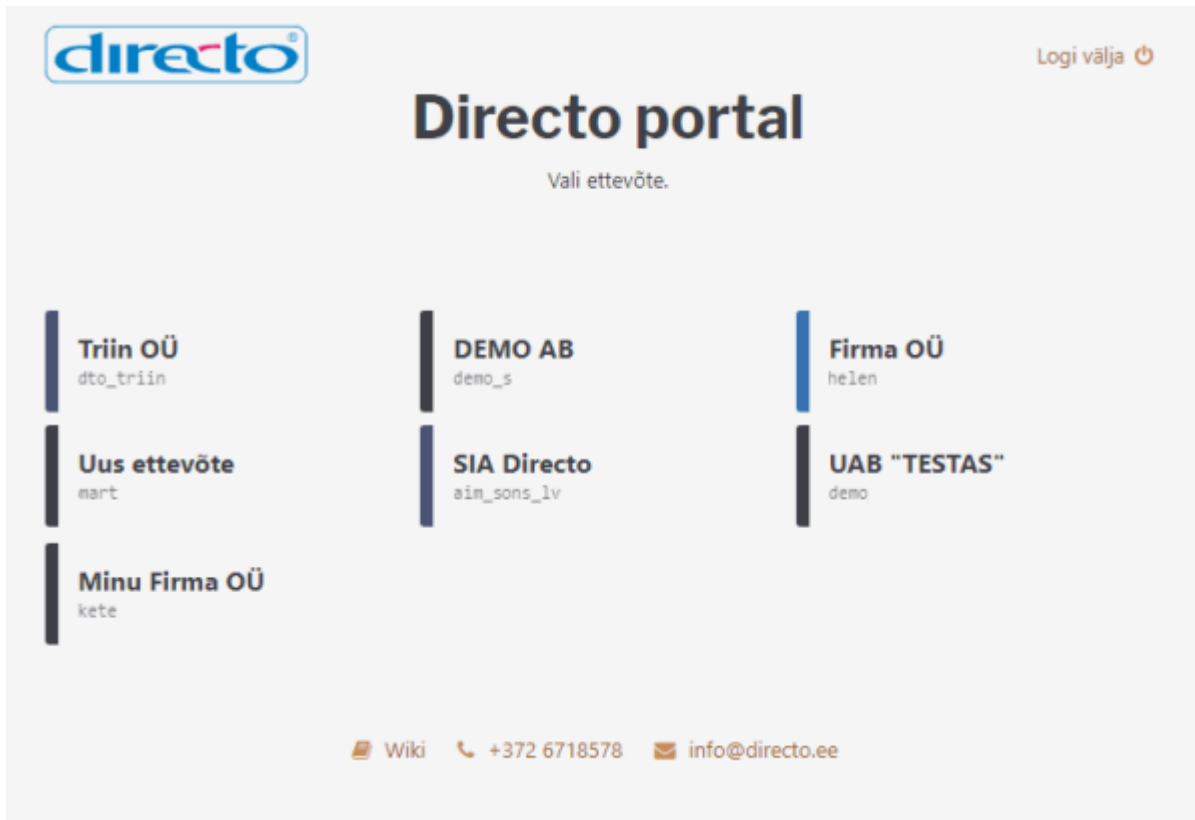 directo®
Logi välja
Directo portal
Vali ettevõte.
Triin OÜ
dto_triin
DEMO AB
demo_s
Firma OÜ
helen
Uus ettevõte
mart
SIA Directo
aim_sons_lv
UAB "TESTAS"
demo
Minu Firma OÜ
kete
Wiki +372 6718578 info@directo.ee